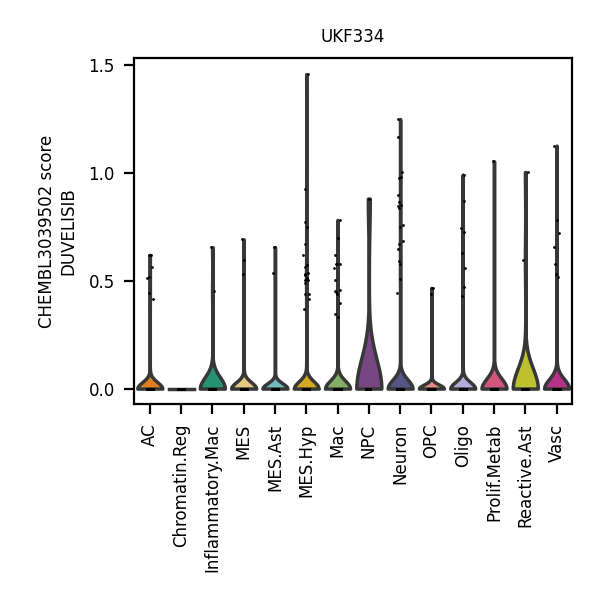 UKF334
CHEMBL3039502 score
DUVELISIB
1.5
1.0
0.5
0.0
AC
Chromatin.Reg
Inflammatory.Mac
MES
MES.Ast
MES.Hyp
Mac
NPC
Neuron
OPC
Oligo
Prolif.Metab
Reactive.Ast
Vasc